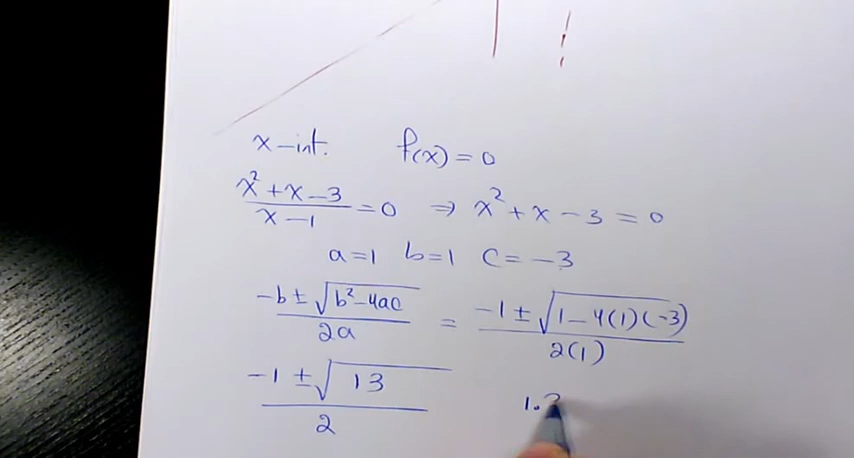 x-int. f(x) = 0
x² + x - 3 / x - 1 = 0 ⇒ x² + x - 3 = 0
a = 1 b = 1 c = -3
-b ± √b² - 4ac / 2a = -1 ± √1 - 4(1)(-3) / 2(1)
-1 ± √13 / 2 1.